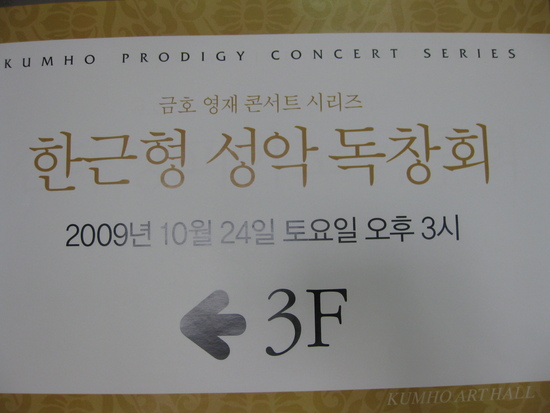 KUMHO PRODIGY CONCERT SERIES
금호 영재 콘서트 시리즈
한근형 성악 독창회
2009년 10월 24일 토요일 오후 3시
3F
KUMHO ART HALL